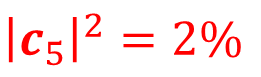 |c₅|² = 2%